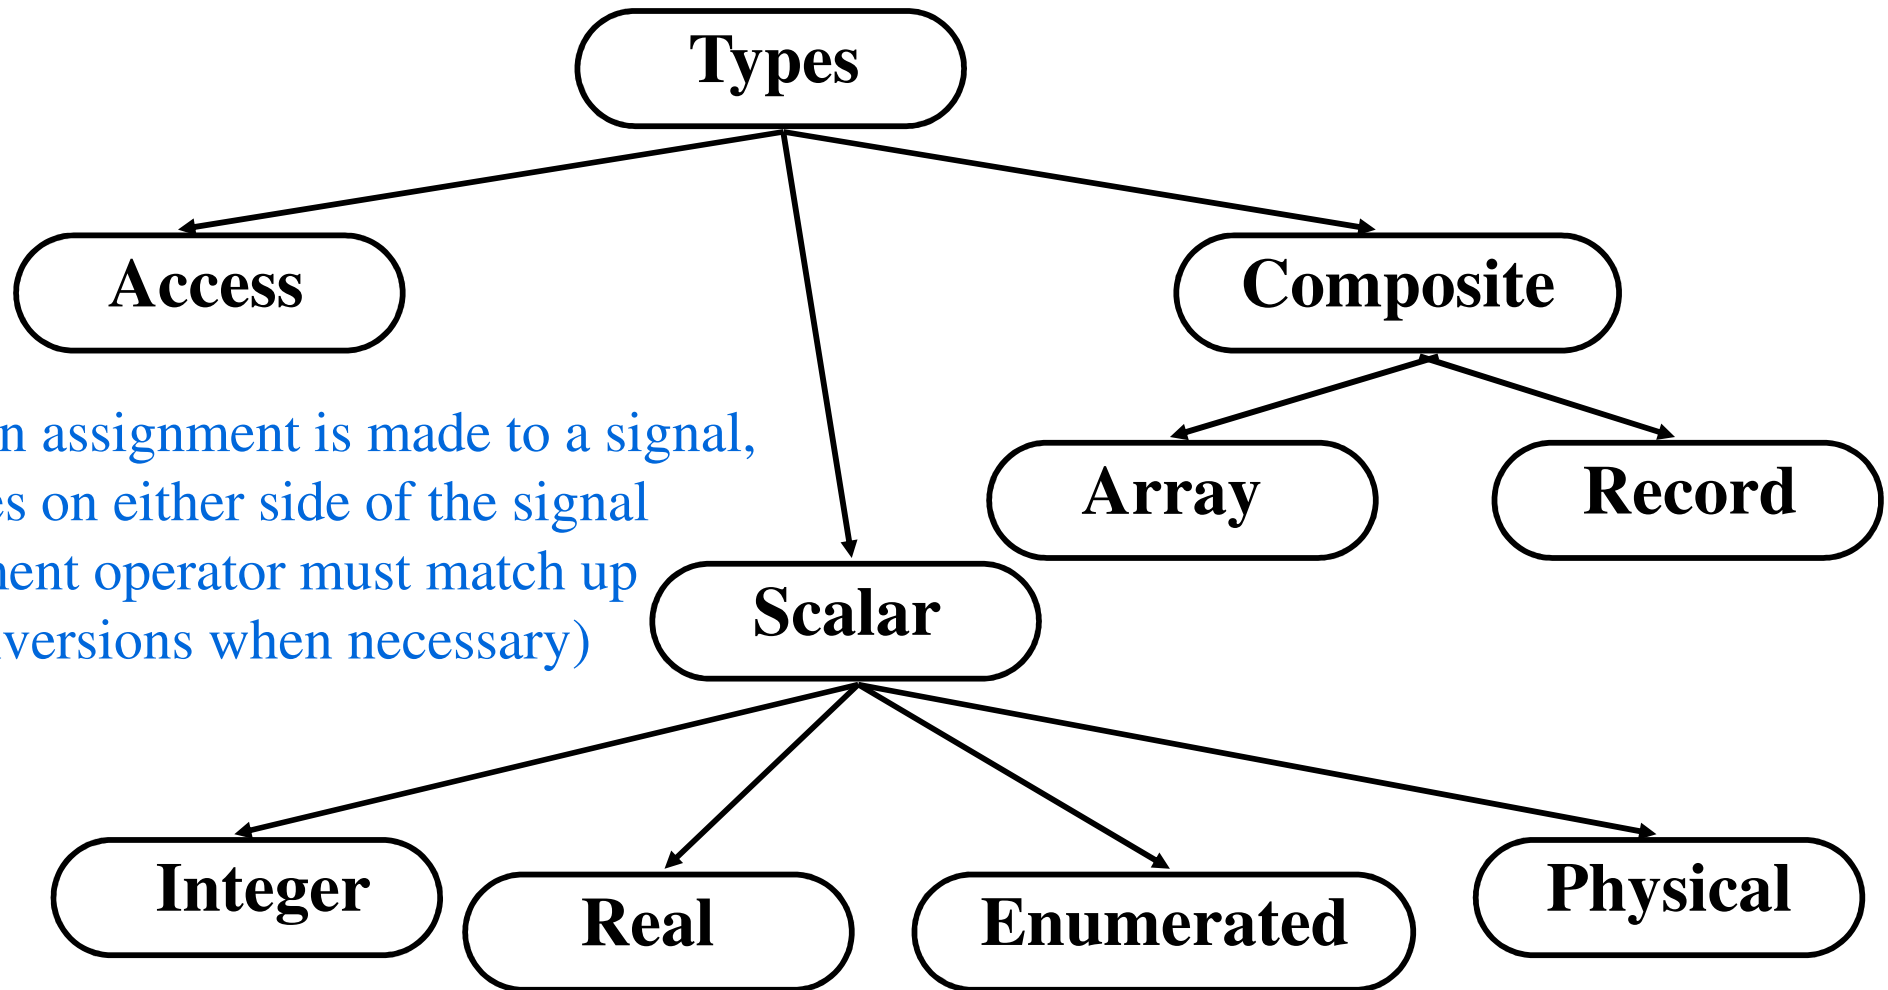 Types
Access
Composite
n assignment is made to a signal,
es on either side of the signal
ent operator must match up
versions when necessary)
Array
Record
Scalar
Integer
Real
Enumerated
Physical